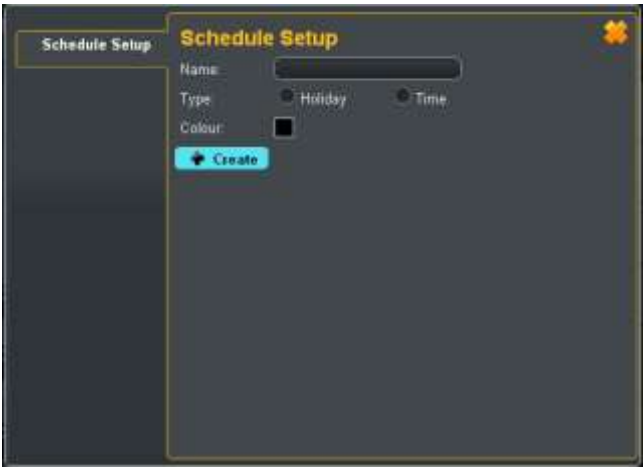 Schedule Setup
Schedule Setup
Name:
Type: Holiday Time
Colour:
Create